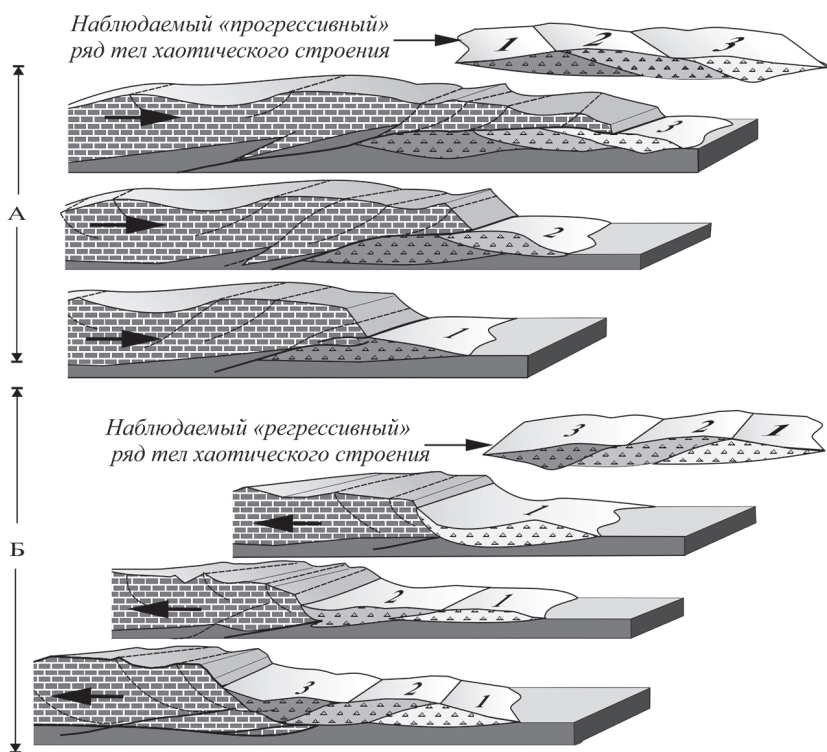 Наблюдаемый «прогрессивный»
ряд тел хаотического строения
1 2 3
3
А
2
1
Наблюдаемый «регрессивный»
ряд тел хаотического строения
3 2 1
1
Б
2 1
3 2 1